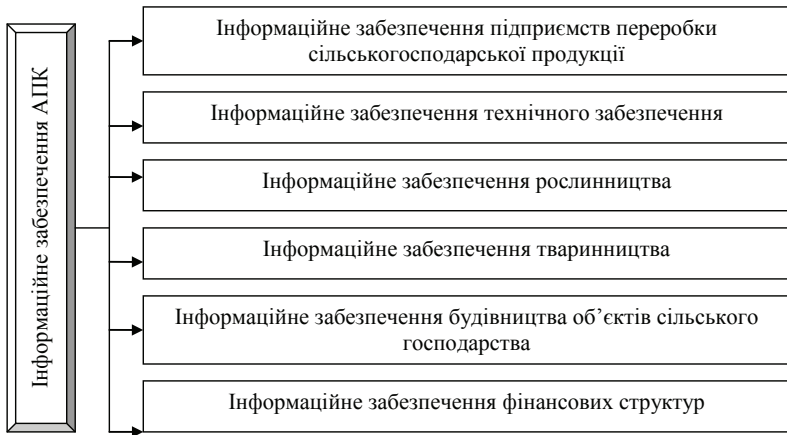 Інформаційне забезпечення АПК
Інформаційне забезпечення підприємств переробки
сільськогосподарської продукції
Інформаційне забезпечення технічного забезпечення
Інформаційне забезпечення рослинництва
Інформаційне забезпечення тваринництва
Інформаційне забезпечення будівництва об’єктів сільського
господарства
Інформаційне забезпечення фінансових структур